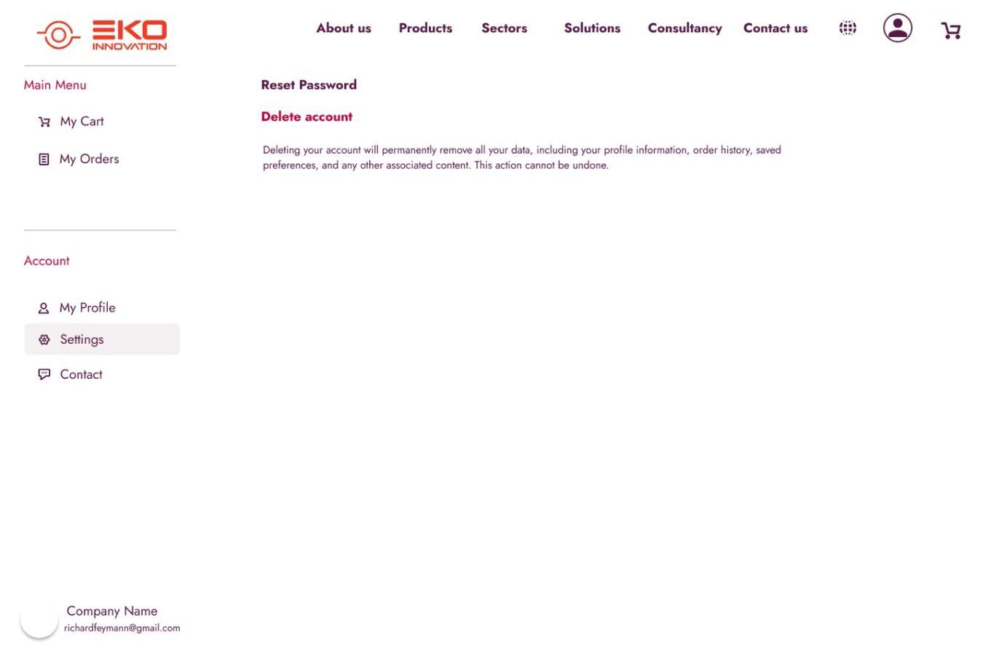 EKO
INNOVATION
About us
Products
Sectors
Solutions
Consultancy
Contact us
Main Menu
My Cart
My Orders
Account
My Profile
Settings
Contact
Reset Password
Delete account
Deleting your account will permanently remove all your data, including your profile information, order history, saved
preferences, and any other associated content. This action cannot be undone.
Company Name
richardfeymann@gmail.com